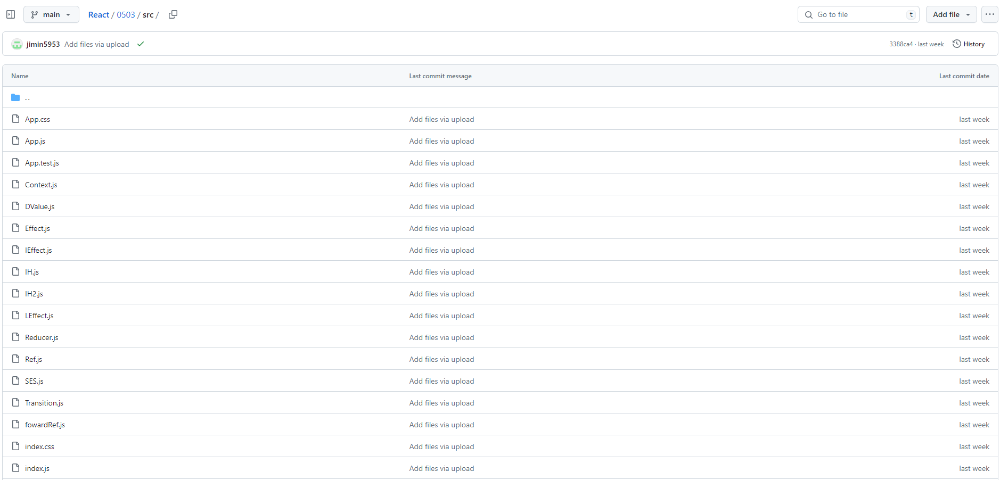 main
React / 0503 / src /
Go to file
t
Add file
jimin5953 Add files via upload
3388ca4 · last week
History
Name Last commit message Last commit date
..
App.css Add files via upload last week
App.js Add files via upload last week
App.test.js Add files via upload last week
Context.js Add files via upload last week
DValue.js Add files via upload last week
Effect.js Add files via upload last week
IEffect.js Add files via upload last week
IH.js Add files via upload last week
IH2.js Add files via upload last week
LEffect.js Add files via upload last week
Reducer.js Add files via upload last week
Ref.js Add files via upload last week
SES.js Add files via upload last week
Transition.js Add files via upload last week
fowardRef.js Add files via upload last week
index.css Add files via upload last week
index.js Add files via upload last week